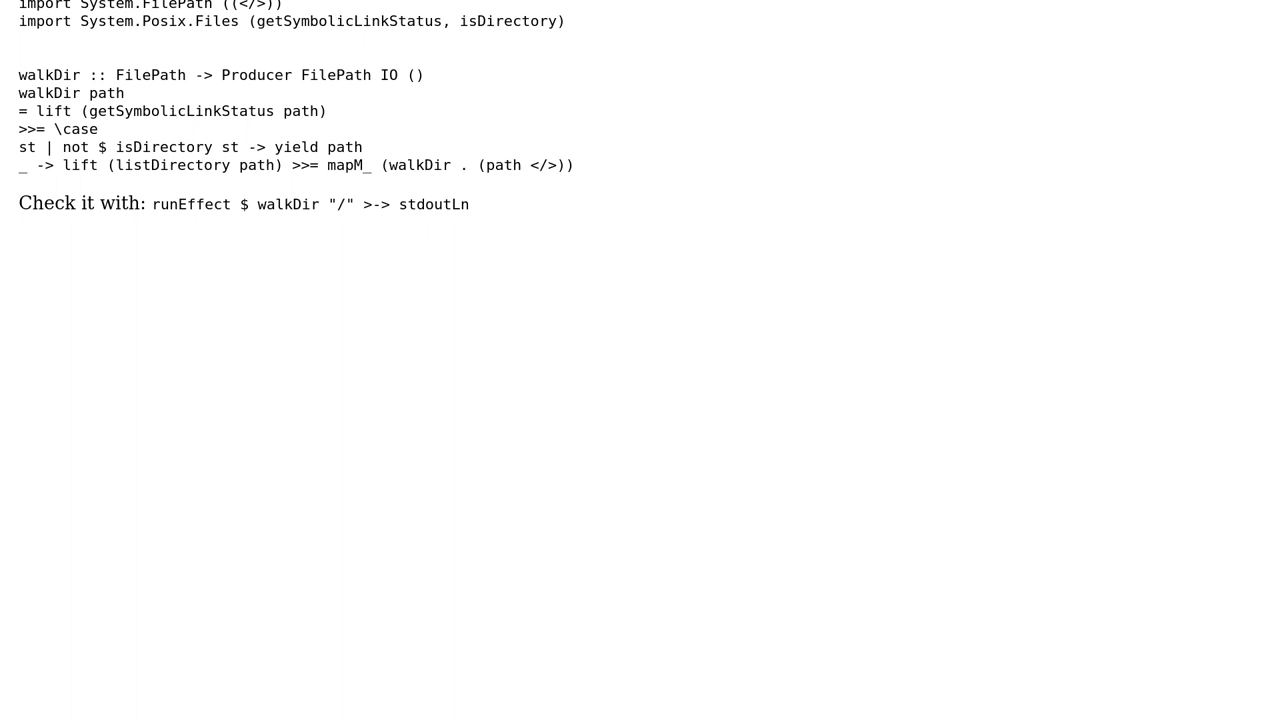 import System.FilePath ((</>))
import System.Posix.Files (getSymbolicLinkStatus, isDirectory)
walkDir :: FilePath -> Producer FilePath IO ()
walkDir path
= lift (getSymbolicLinkStatus path)
>>= \case
st | not $ isDirectory st -> yield path
_ -> lift (listDirectory path) >>= mapM_ (walkDir . (path </>))
Check it with: runEffect $ walkDir "/" >-> stdoutLn